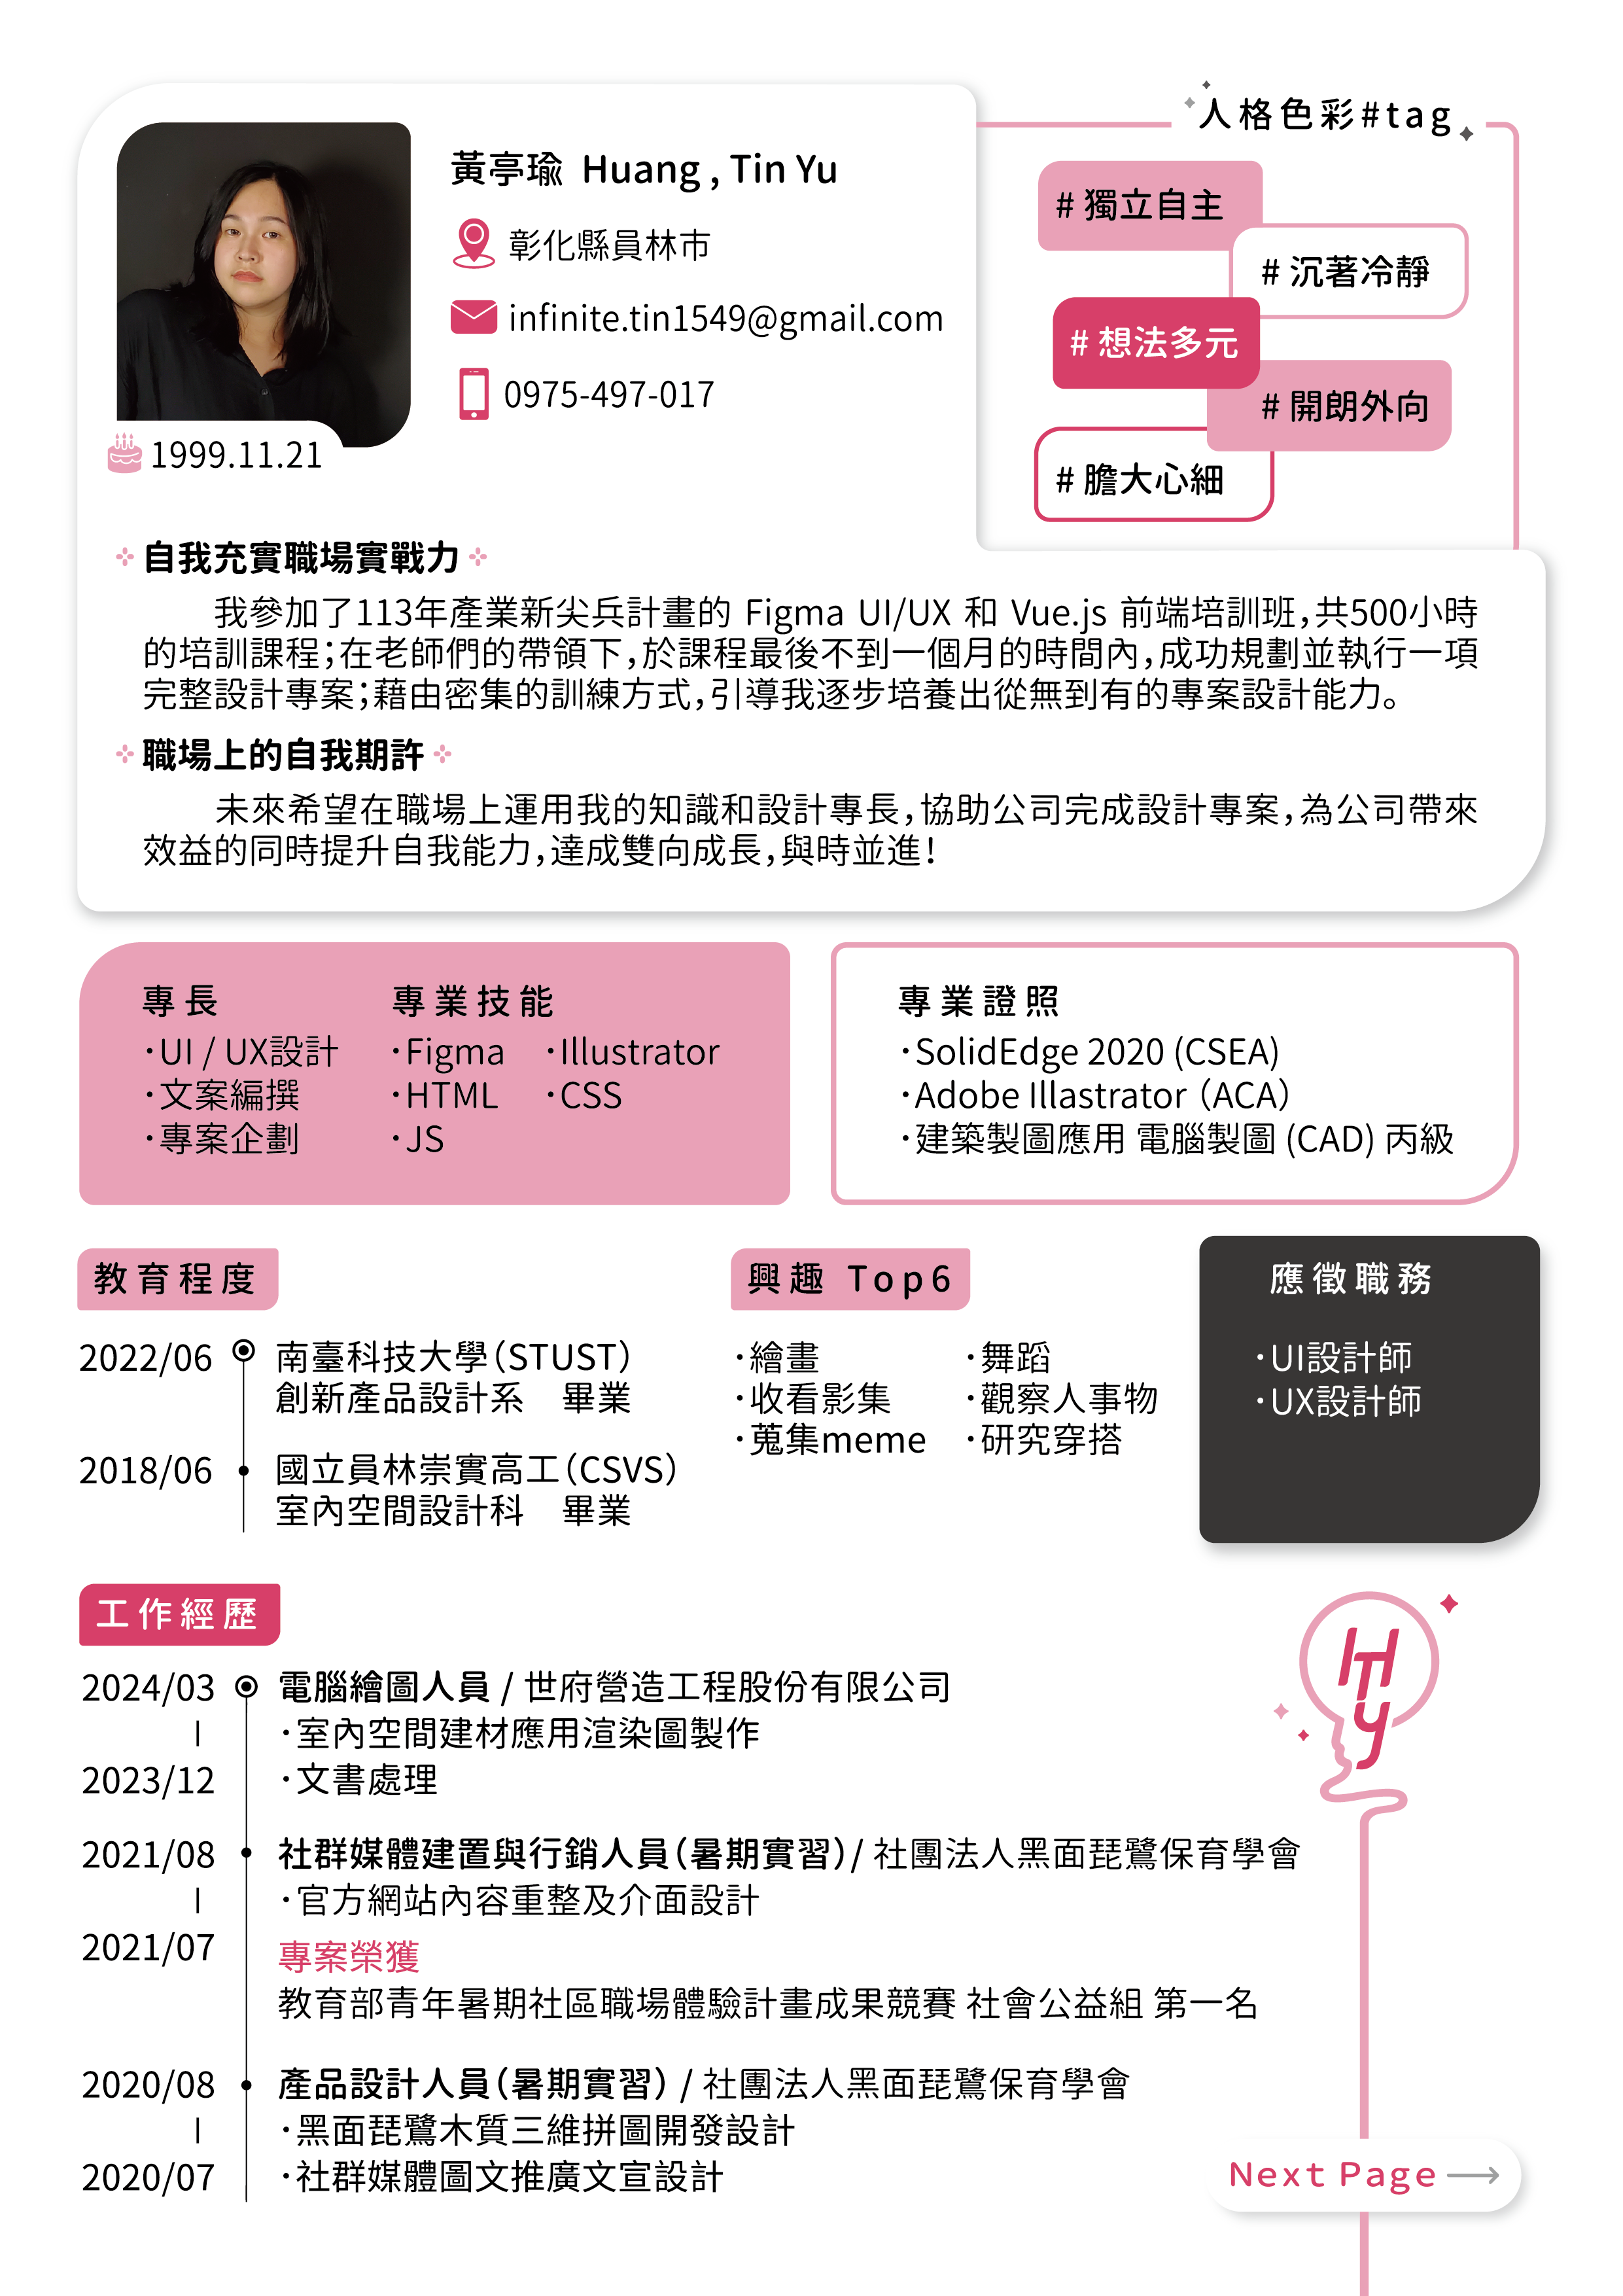 黃亭瑜 Huang , Tin Yu
彰化縣員林市
infinite.tin1549@gmail.com
0975-497-017
1999.11.21
人格色彩#tag
# 獨立自主
# 沉著冷靜
# 想法多元
# 開朗外向
# 膽大心細
自我充實職場實戰力
我參加了113年產業新尖兵計畫的 Figma UI/UX 和 Vue.js 前端培訓班，共500小時
的培訓課程；在老師們的帶領下，於課程最後不到一個月的時間內，成功規劃並執行一項
完整設計專案；藉由密集的訓練方式，引導我逐步培養出從無到有的專案設計能力。
職場上的自我期許
未來希望在職場上運用我的知識和設計專長，協助公司完成設計專案，為公司帶來
效益的同時提升自我能力，達成雙向成長，與時並進！
專長
·UI / UX設計
·文案編撰
·專案企劃
專業技能
·Figma ·Illustrator
·HTML ·CSS
·JS
專業證照
·SolidEdge 2020 (CSEA)
·Adobe Illastrator （ACA）
·建築製圖應用 電腦製圖 (CAD) 丙級
教育程度
2022/06 南臺科技大學（STUST）
創新產品設計系 畢業
2018/06 國立員林崇實高工（CSVS）
室內空間設計科 畢業
興趣 Top6
·繪畫 ·舞蹈
·收看影集 ·觀察人事物
·蒐集meme ·研究穿搭
應徵職務
·UI設計師
·UX設計師
工作經歷
2024/03 電腦繪圖人員 / 世府營造工程股份有限公司
| ·室內空間建材應用渲染圖製作
2023/12 ·文書處理
2021/08 社群媒體建置與行銷人員（暑期實習）/ 社團法人黑面琵鷺保育學會
| ·官方網站內容重整及介面設計
2021/07 專案榮獲
教育部青年暑期社區職場體驗計畫成果競賽 社會公益組 第一名
2020/08 產品設計人員（暑期實習） / 社團法人黑面琵鷺保育學會
| ·黑面琵鷺木質三維拼圖開發設計
2020/07 ·社群媒體圖文推廣文宣設計
HTy
Next Page